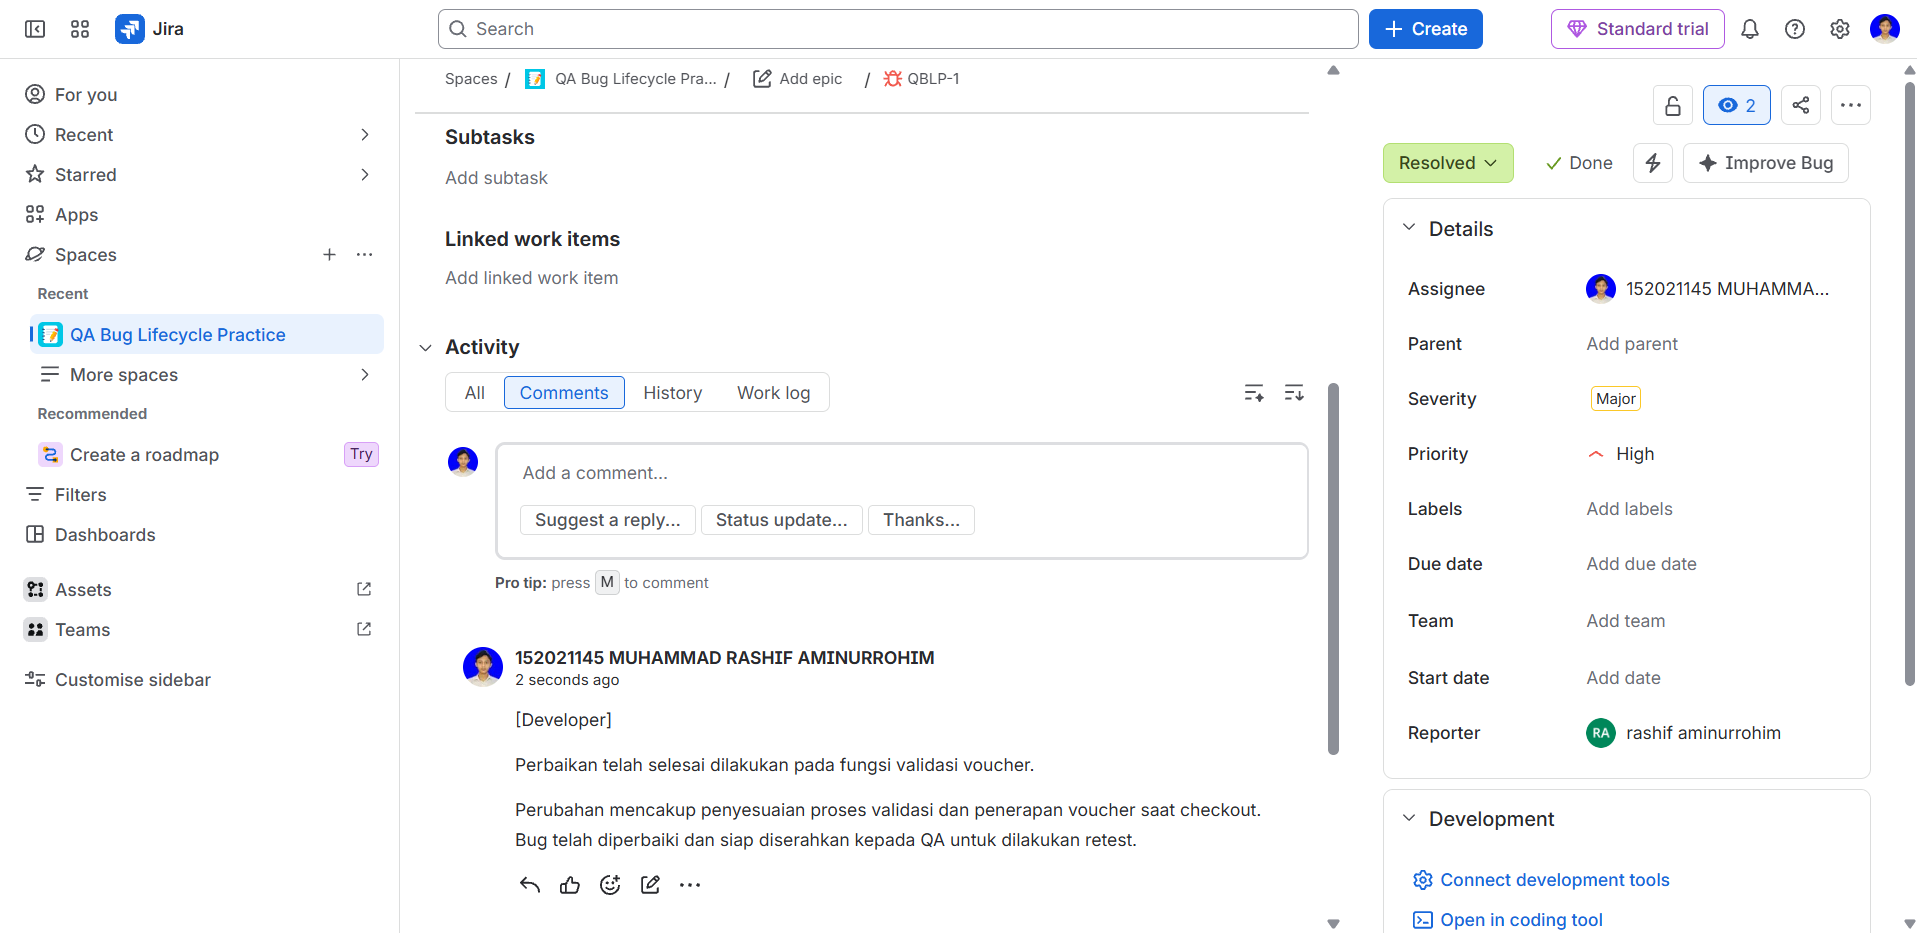 Jira
Search
Create
Standard trial
For you
Recent
Starred
Apps
Spaces
Recent
QA Bug Lifecycle Practice
More spaces
Recommended
Create a roadmap
Try
Filters
Dashboards
Assets
Teams
Customise sidebar
Spaces / QA Bug Lifecycle Pra... / Add epic / QBLP-1
Subtasks
Add subtask
Linked work items
Add linked work item
Activity
All Comments History Work log
Add a comment...
Suggest a reply... Status update... Thanks...
Pro tip: press M to comment
152021145 MUHAMMAD RASHIF AMINURROHIM
2 seconds ago
[Developer]
Perbaikan telah selesai dilakukan pada fungsi validasi voucher.
Perubahan mencakup penyesuaian proses validasi dan penerapan voucher saat checkout.
Bug telah diperbaiki dan siap diserahkan kepada QA untuk dilakukan retest.
2
Resolved Done Improve Bug
Details
Assignee 152021145 MUHAMMA...
Parent Add parent
Severity Major
Priority High
Labels Add labels
Due date Add due date
Team Add team
Start date Add date
Reporter RA rashif aminurrohim
Development
Connect development tools
Open in coding tool